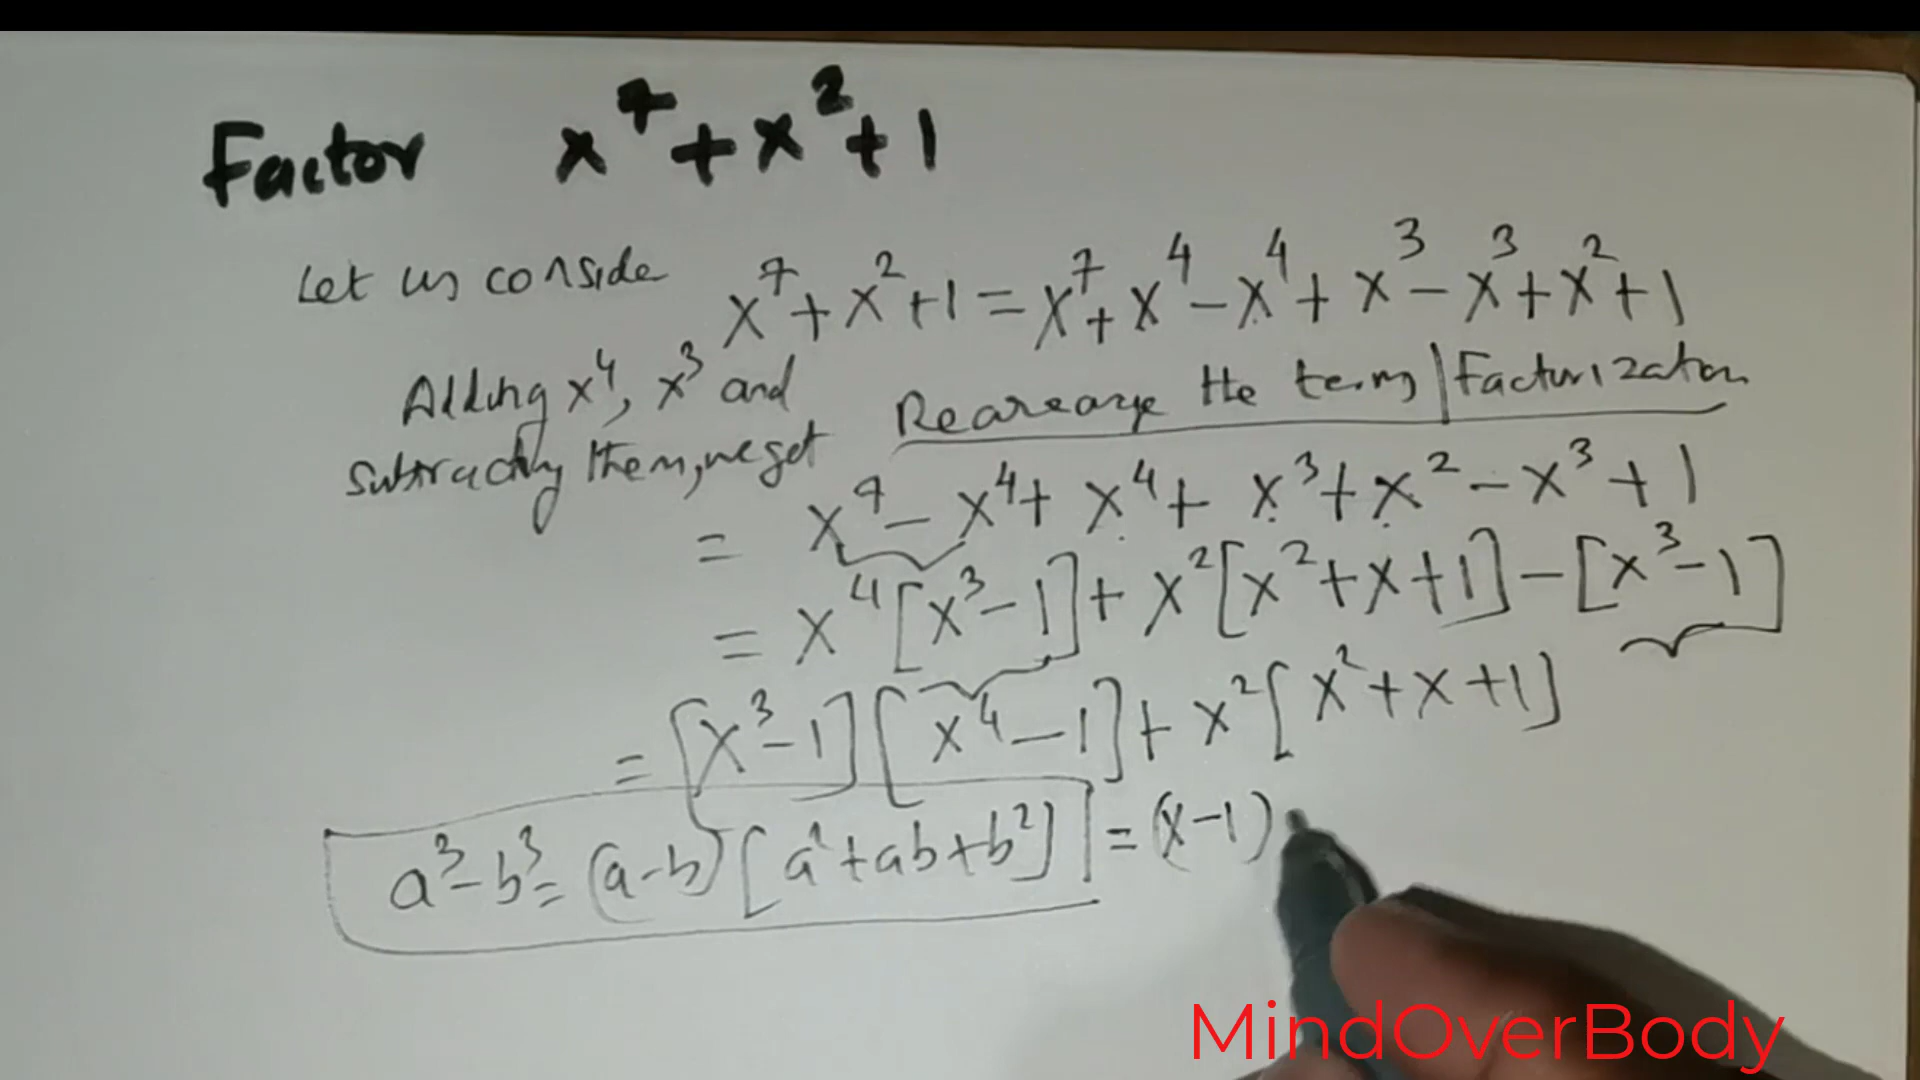 Factor x⁷+x²+1
Let us conside x⁷+x²+1=x⁷+x⁴-x⁴+x³-x³+x²+1
Adding x⁴, x³ and
subtracting them, we get
Rearrange the terms | Factorization
= x⁷-x⁴+x⁴+x³+x²-x³+1
= x⁴[x³-1]+x²[x²+x+1]-[x³-1]
= [x³-1][x⁴-1]+x²[x²+x+1]
a³-b³=(a-b)[a²+ab+b²] = (x-1)
MindOverBody